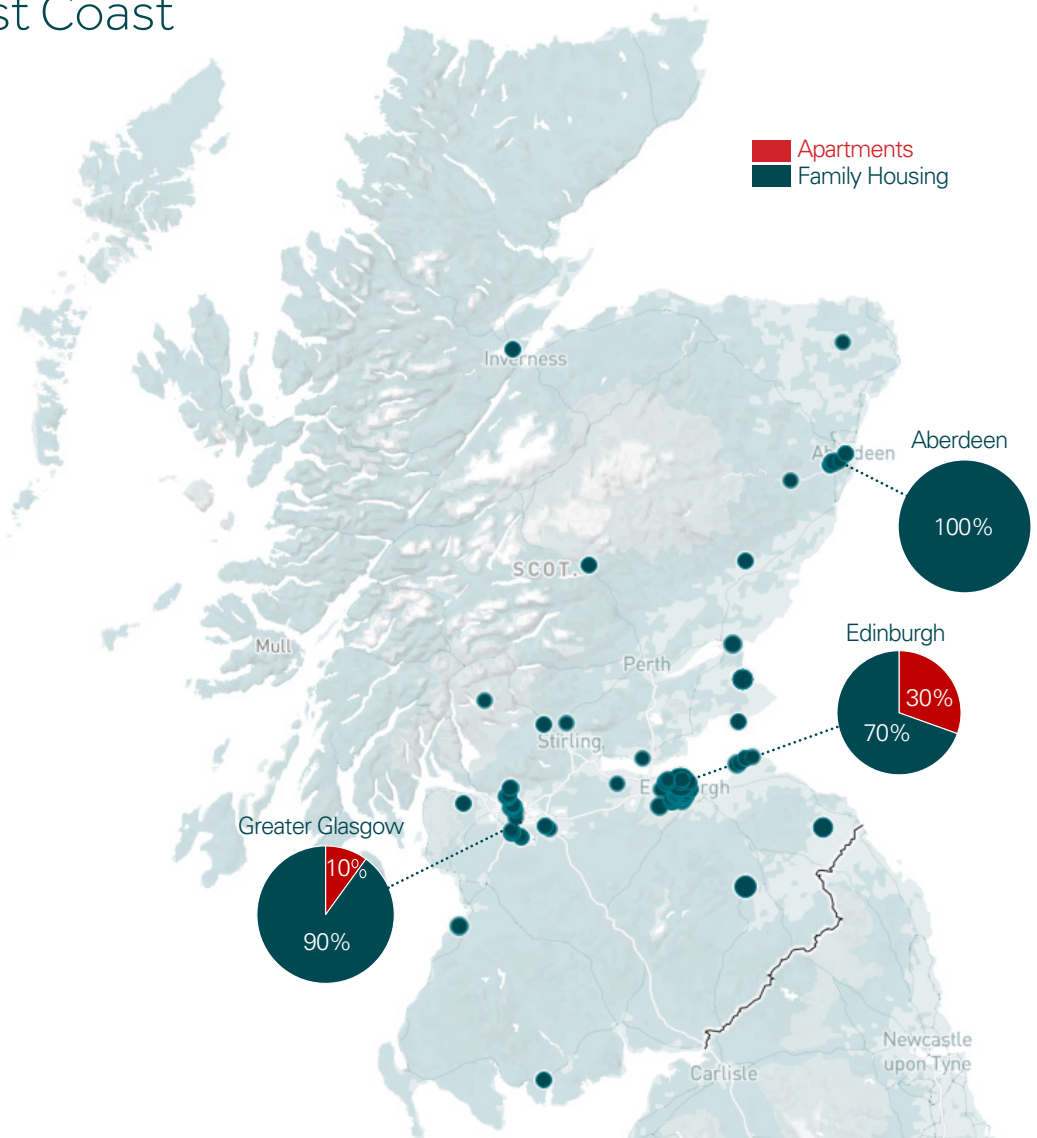 st Coast
Apartments
Family Housing
Inverness
Aberdeen
Aberdeen
100%
SCOT.
Edinburgh
30%
70%
Mull
Perth
Stirling
Greater Glasgow
10%
90%
Newcastle
upon Tyne
Carlisle